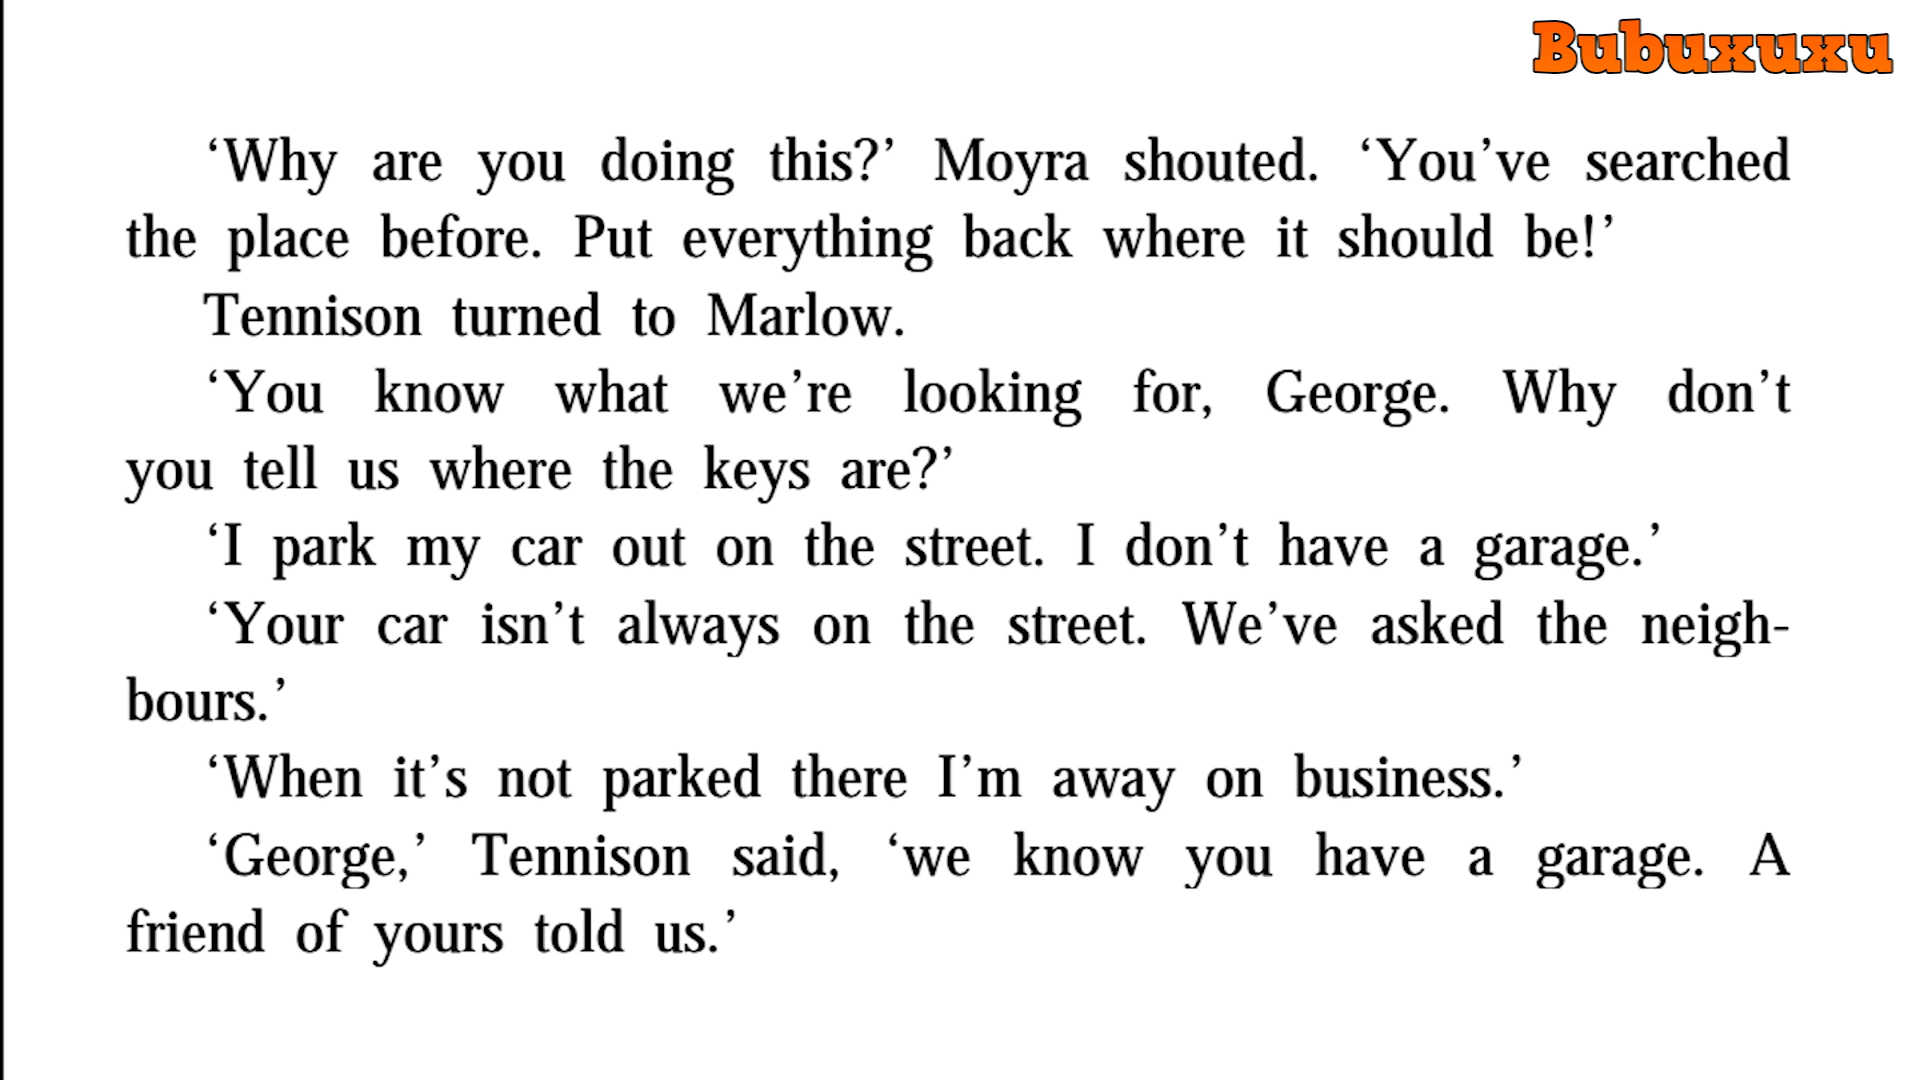 Bubuxuxu
‘Why are you doing this?’ Moyra shouted. ‘You’ve searched
the place before. Put everything back where it should be!’
Tennison turned to Marlow.
‘You know what we’re looking for, George. Why don’t
you tell us where the keys are?’
‘I park my car out on the street. I don’t have a garage.’
‘Your car isn’t always on the street. We’ve asked the neigh-
bours.’
‘When it’s not parked there I’m away on business.’
‘George,’ Tennison said, ‘we know you have a garage. A
friend of yours told us.’